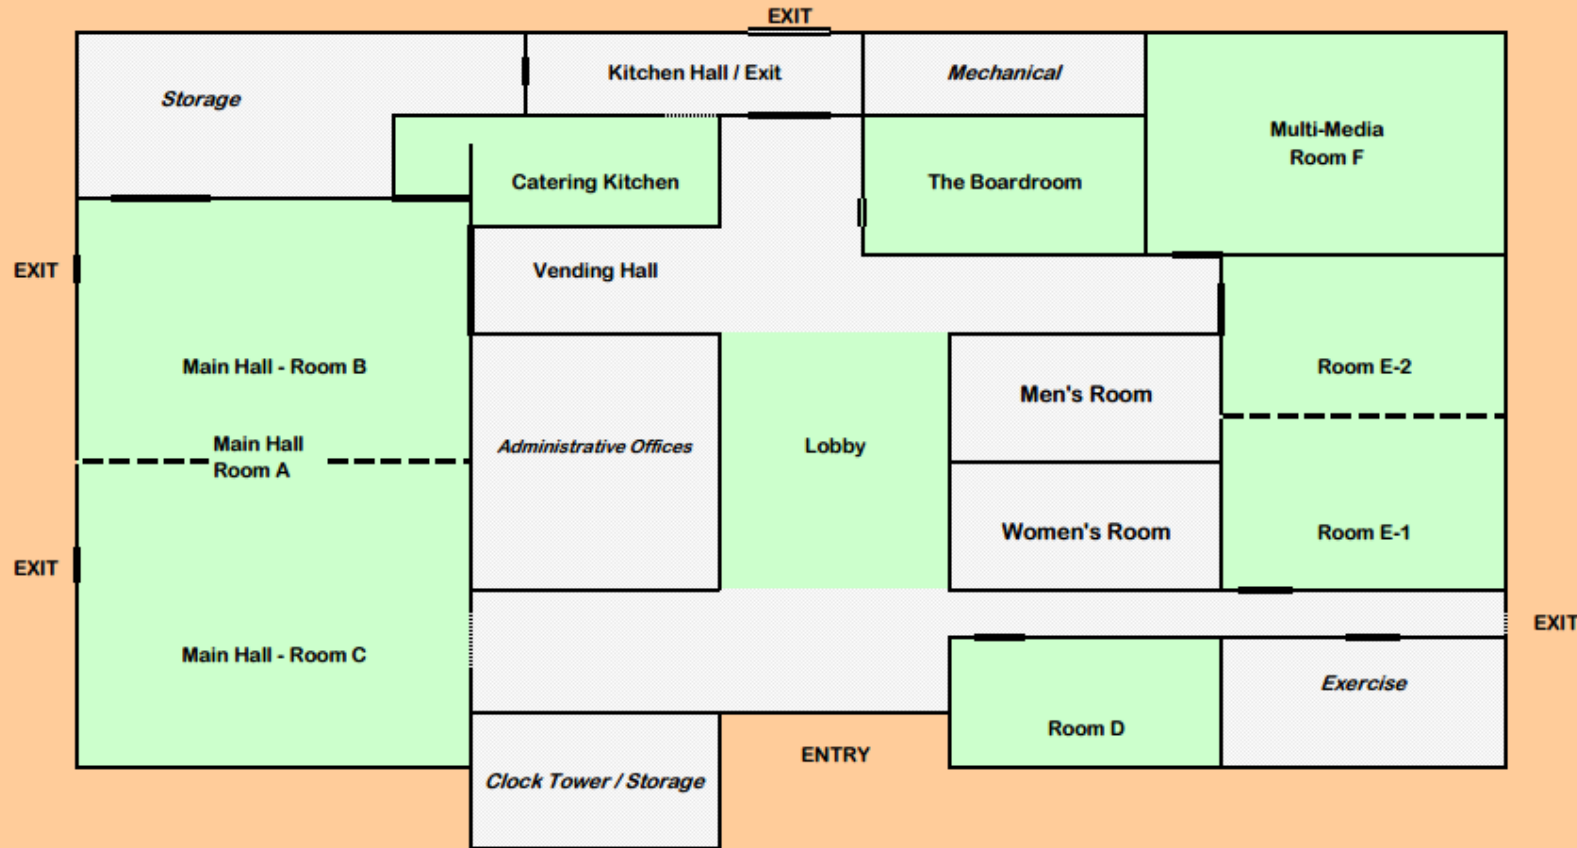 EXIT
Kitchen Hall / Exit
Mechanical
Storage
Multi-Media
Room F
Catering Kitchen
The Boardroom
EXIT
Vending Hall
Main Hall - Room B
Room E-2
Men's Room
Main Hall
Room A
Administrative Offices
Lobby
Women's Room
Room E-1
EXIT
EXIT
Main Hall - Room C
Exercise
Room D
ENTRY
Clock Tower / Storage